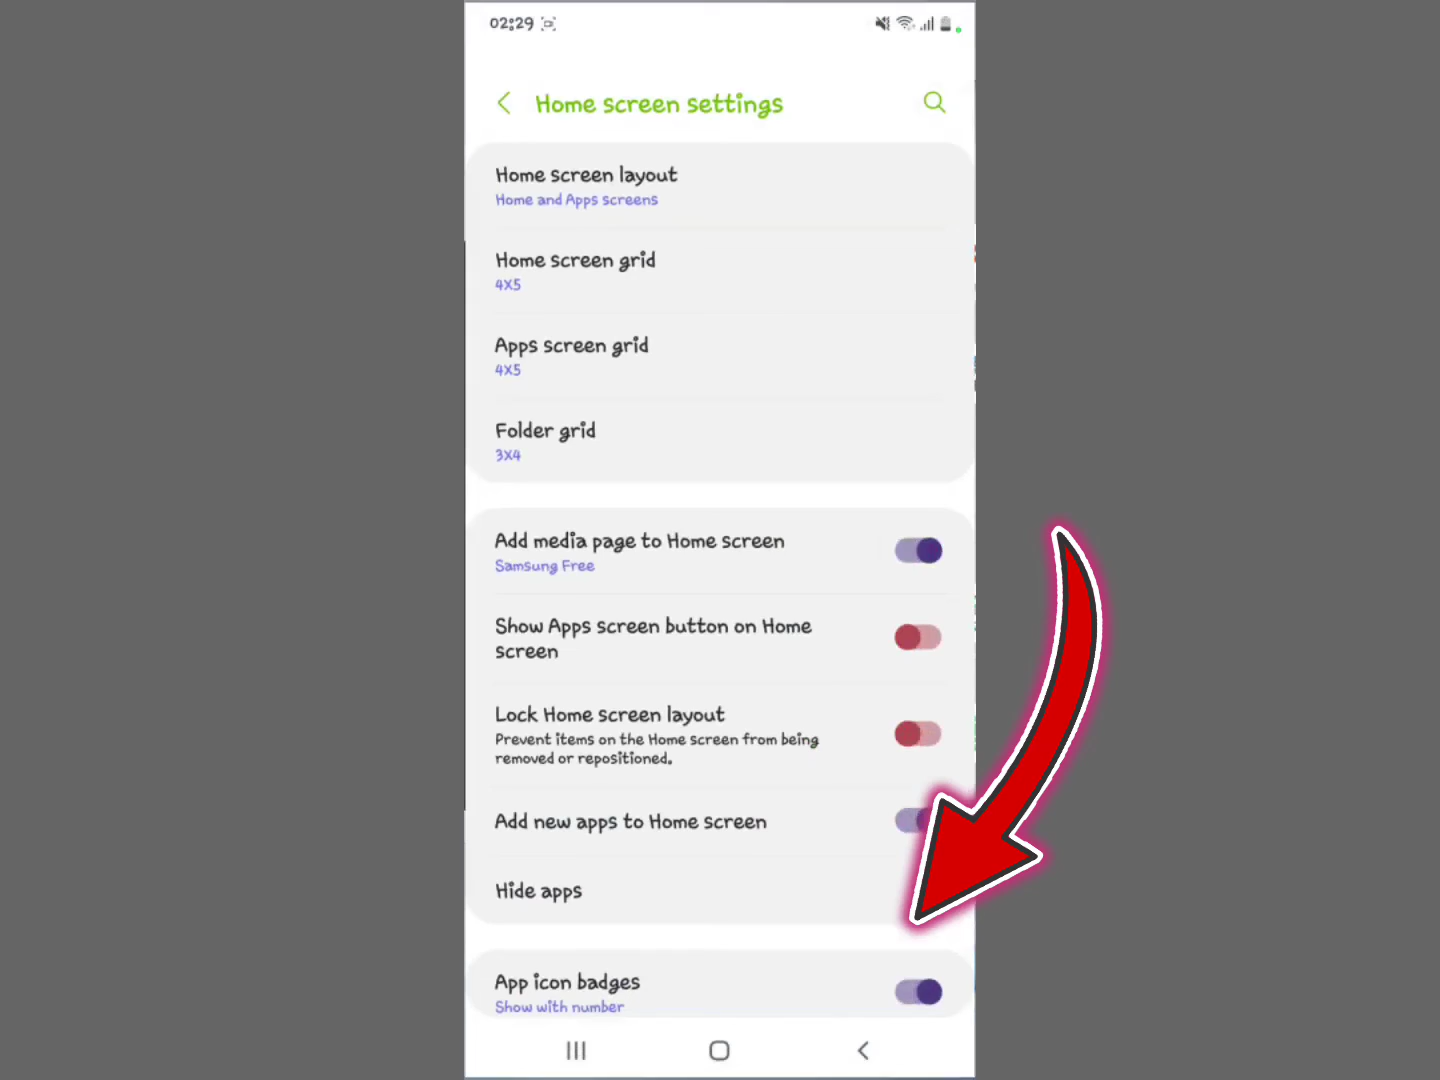 02:29
Home screen settings
Home screen layout
Home and Apps screens
Home screen grid
4X5
Apps screen grid
4X5
Folder grid
3X4
Add media page to Home screen
Samsung Free
Show Apps screen button on Home
screen
Lock Home screen layout
Prevent items on the Home screen from being
removed or repositioned.
Add new apps to Home screen
Hide apps
App icon badges
Show with number